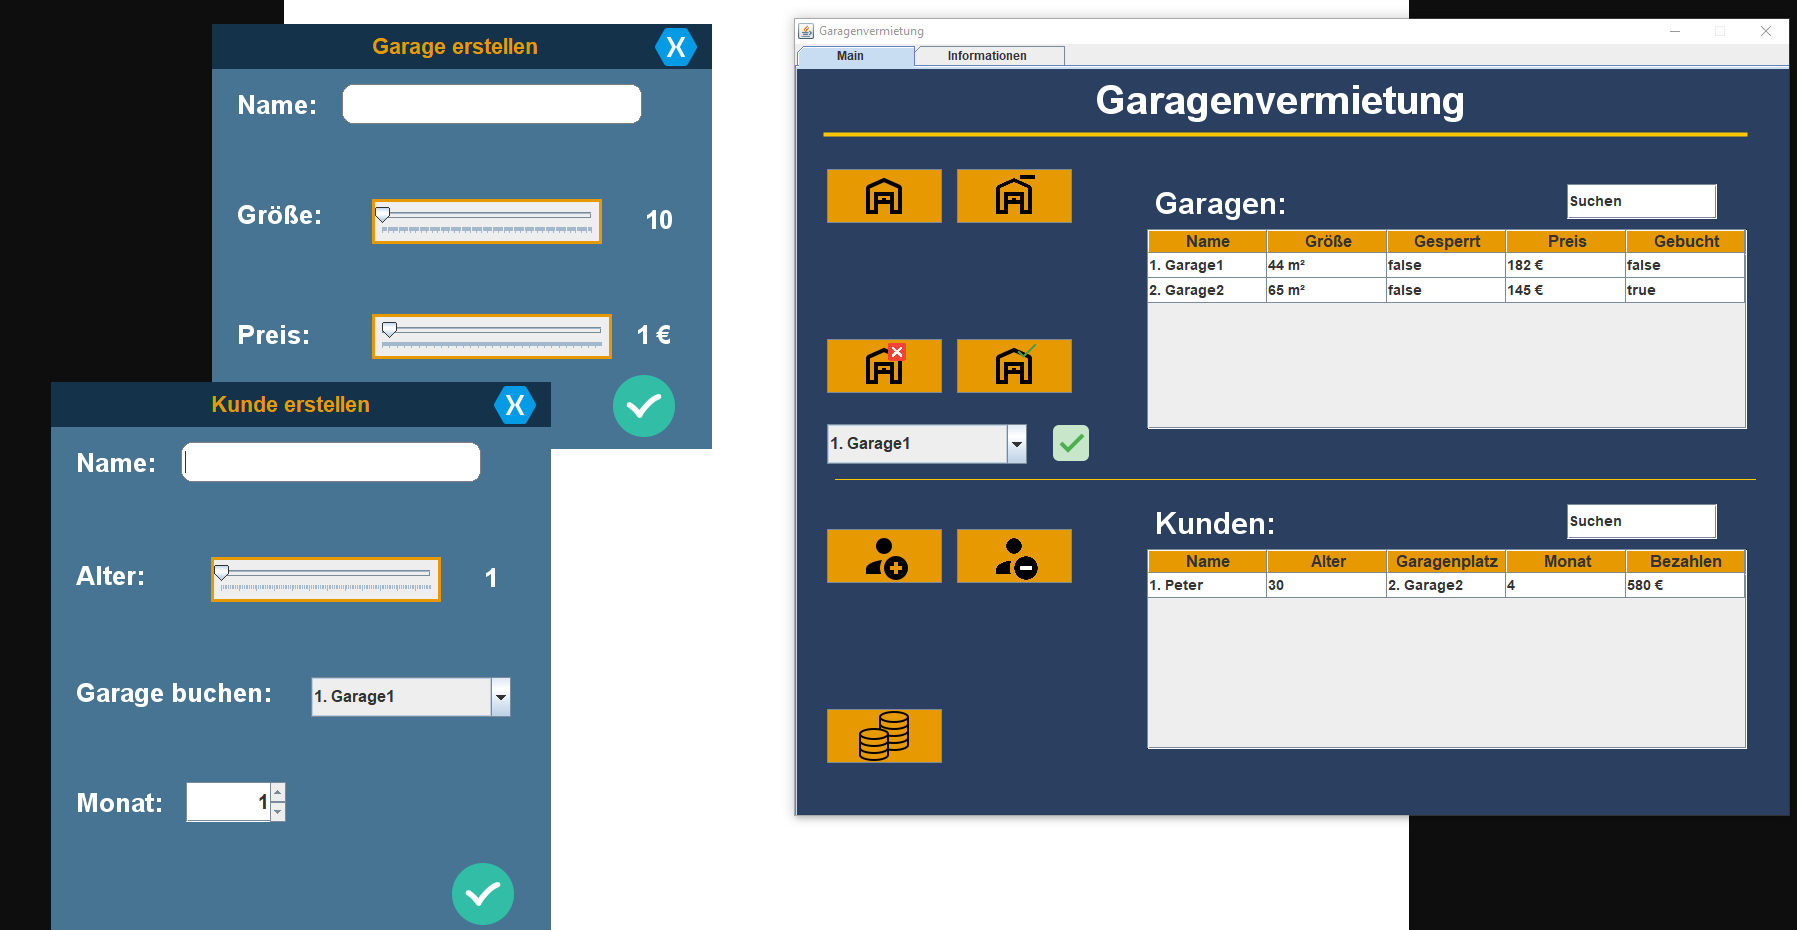 Garage erstellen X
Name:
Größe: 10
Preis: 1 €
Kunde erstellen X
Name:
Alter: 1
Garage buchen: 1. Garage1
Monat: 1
Garagenvermietung
Main Informationen
Garagenvermietung
Garagen: Suchen
Name Größe Gesperrt Preis Gebucht
1. Garage1 44 m² false 182 € false
2. Garage2 65 m² false 145 € true
1. Garage1
Kunden: Suchen
Name Alter Garagenplatz Monat Bezahlen
1. Peter 30 2. Garage2 4 580 €